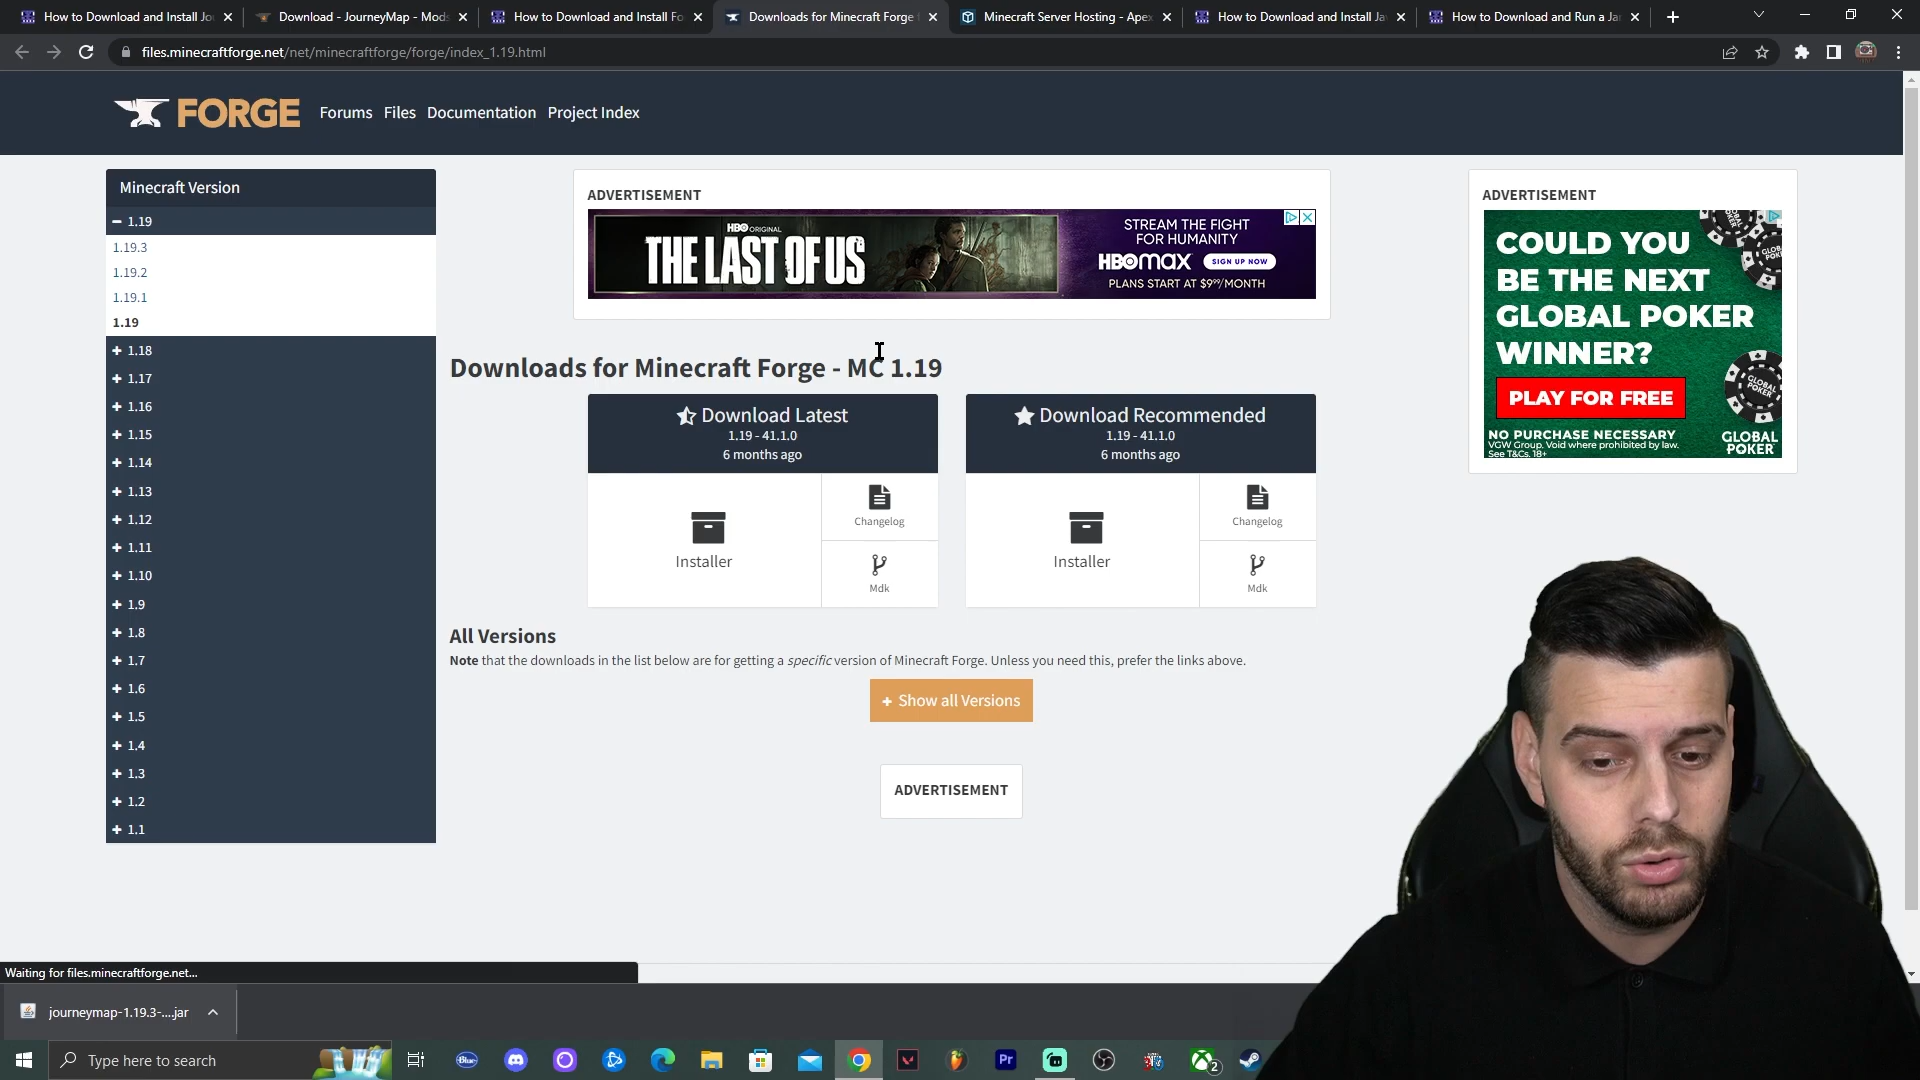 How to Download and Install Jo
Download - JourneyMap - Mods
How to Download and Install Fo
Downloads for Minecraft Forge
Minecraft Server Hosting - Apex
How to Download and Install Ja
How to Download and Run a Jar
files.minecraftforge.net/net/minecraftforge/forge/index_1.19.html
FORGE
Forums Files Documentation Project Index
Minecraft Version
1.19
1.19.3
1.19.2
1.19.1
1.19
1.18
1.17
1.16
1.15
1.14
1.13
1.12
1.11
1.10
1.9
1.8
1.7
1.6
1.5
1.4
1.3
1.2
1.1
ADVERTISEMENT
HBO ORIGINAL
THE LAST OF US
STREAM THE FIGHT
FOR HUMANITY
HBOMAX SIGN UP NOW
PLANS START AT $9.99/MONTH
ADVERTISEMENT
COULD YOU
BE THE NEXT
GLOBAL POKER
WINNER?
PLAY FOR FREE
NO PURCHASE NECESSARY
VGW Group. Void where prohibited by law.
See T&Cs. 18+
GLOBAL
POKER
Downloads for Minecraft Forge - MC 1.19
Download Latest
1.19 - 41.1.0
6 months ago
Installer
Changelog
Mdk
Download Recommended
1.19 - 41.1.0
6 months ago
Installer
Changelog
Mdk
All Versions
Note that the downloads in the list below are for getting a specific version of Minecraft Forge. Unless you need this, prefer the links above.
+ Show all Versions
ADVERTISEMENT
Waiting for files.minecraftforge.net...
journeymap-1.19.3-....jar
Type here to search
Blue
Pr
2